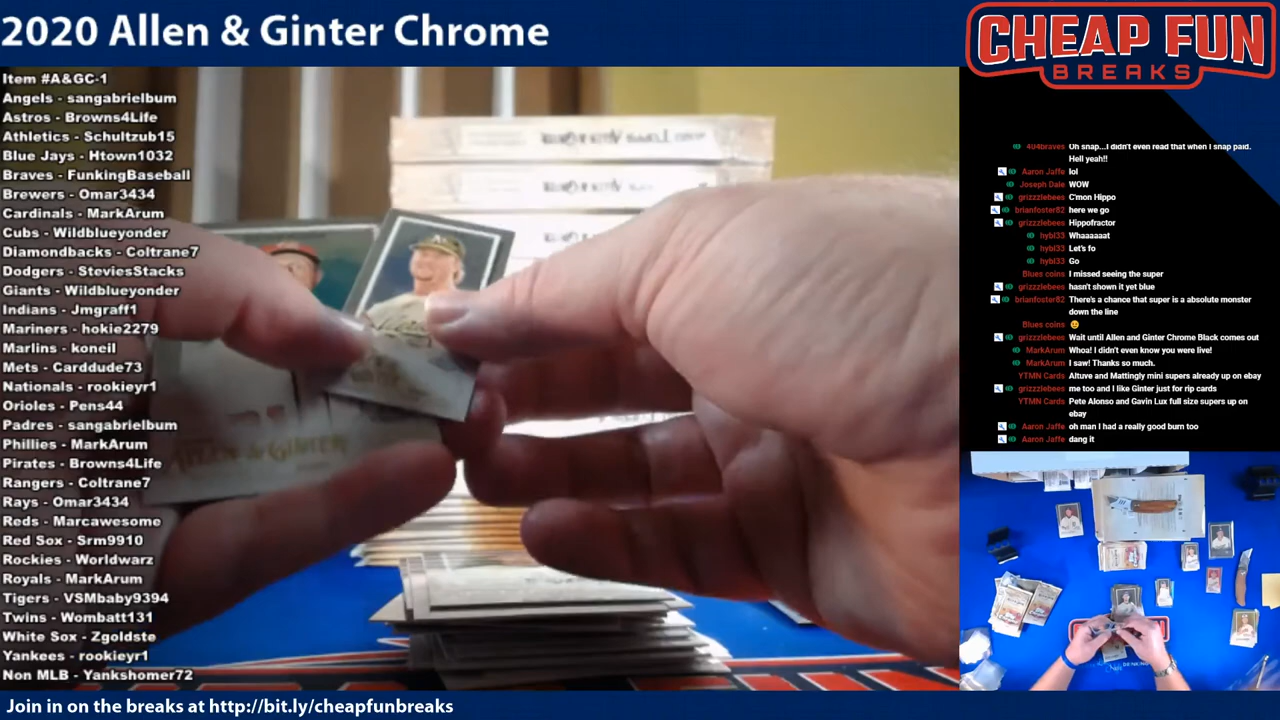 2020 Allen & Ginter Chrome
CHEAP FUN
BREAKS
Item #A&GC-1
Angels - sangabrielbum
Astros - Browns4Life
Athletics - Schultzub15
Blue Jays - Htown1032
Braves - FunkingBaseball
Brewers - Omar3434
Cardinals - MarkArum
Cubs - Wildblueyonder
Diamondbacks - Coltrane7
Dodgers - SteviesStacks
Giants - Wildblueyonder
Indians - Jmgraff1
Mariners - hokie2279
Marlins - koneil
Mets - Carddude73
Nationals - rookieyr1
Orioles - Pens44
Padres - sangabrielbum
Phillies - MarkArum
Pirates - Browns4Life
Rangers - Coltrane7
Rays - Omar3434
Reds - Marcawesome
Red Sox - Srm9910
Rockies - Worldwarz
Royals - MarkArum
Tigers - VSMbaby9394
Twins - Wombatt131
White Sox - Zgoldste
Yankees - rookieyr1
Non MLB - Yankshomer72
404braves Oh snap...I didn't even read that when I snap paid.
Hell yeah!!
Aaron Jaffe lol
Joseph Dale WOW
grizzzlebees C'mon Hippo
brianfoster82 here we go
grizzzlebees Hippofractor
hybl33 Whaaaaaat
hybl33 Let's fo
hybl33 Go
Blues coins I missed seeing the super
grizzzlebees hasn't shown it yet blue
brianfoster82 There's a chance that super is a absolute monster
down the line
Blues coins 😉
grizzzlebees Wait until Allen and Ginter Chrome Black comes out
MarkArum Whoa! I didn't even know you were live!
MarkArum I saw! Thanks so much.
YTMN Cards Altuve and Mattingly mini supers already up on ebay
grizzzlebees me too and I like Ginter just for rip cards
YTMN Cards Pete Alonso and Gavin Lux full size supers up on
ebay
Aaron Jaffe oh man I had a really good burn too
Aaron Jaffe dang it
Allen & Ginter
Join in on the breaks at http://bit.ly/cheapfunbreaks